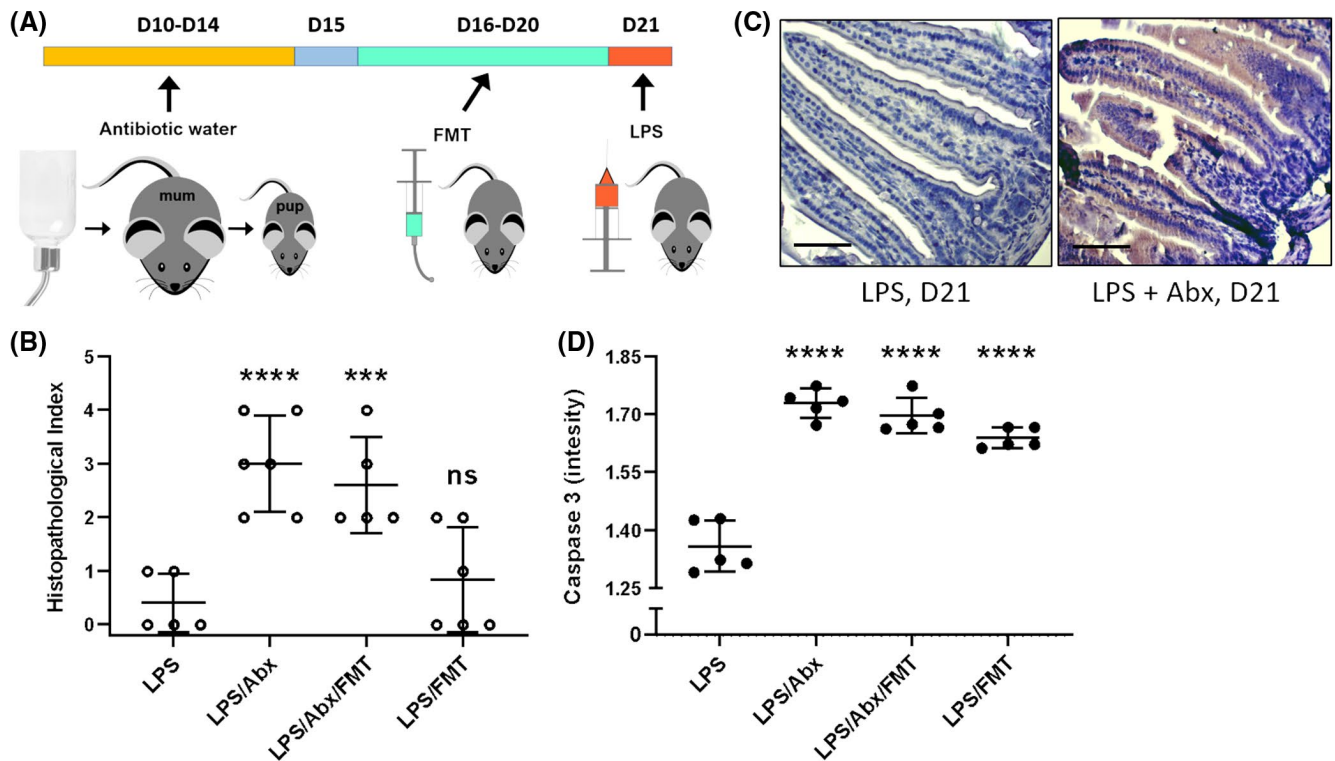 (A)
D10-D14 D15 D16-D20 D21
Antibiotic water
FMT
LPS
mum
pup
(C)
LPS, D21
LPS + Abx, D21
(B)
Histopathological Index
5
4
3
2
1
0
****
***
ns
LPS
LPS/Abx
LPS/Abx/FMT
LPS/FMT
(D)
Caspase 3 (intesity)
1.85
1.70
1.55
1.40
1.25
0
****
****
****
LPS
LPS/Abx
LPS/Abx/FMT
LPS/FMT